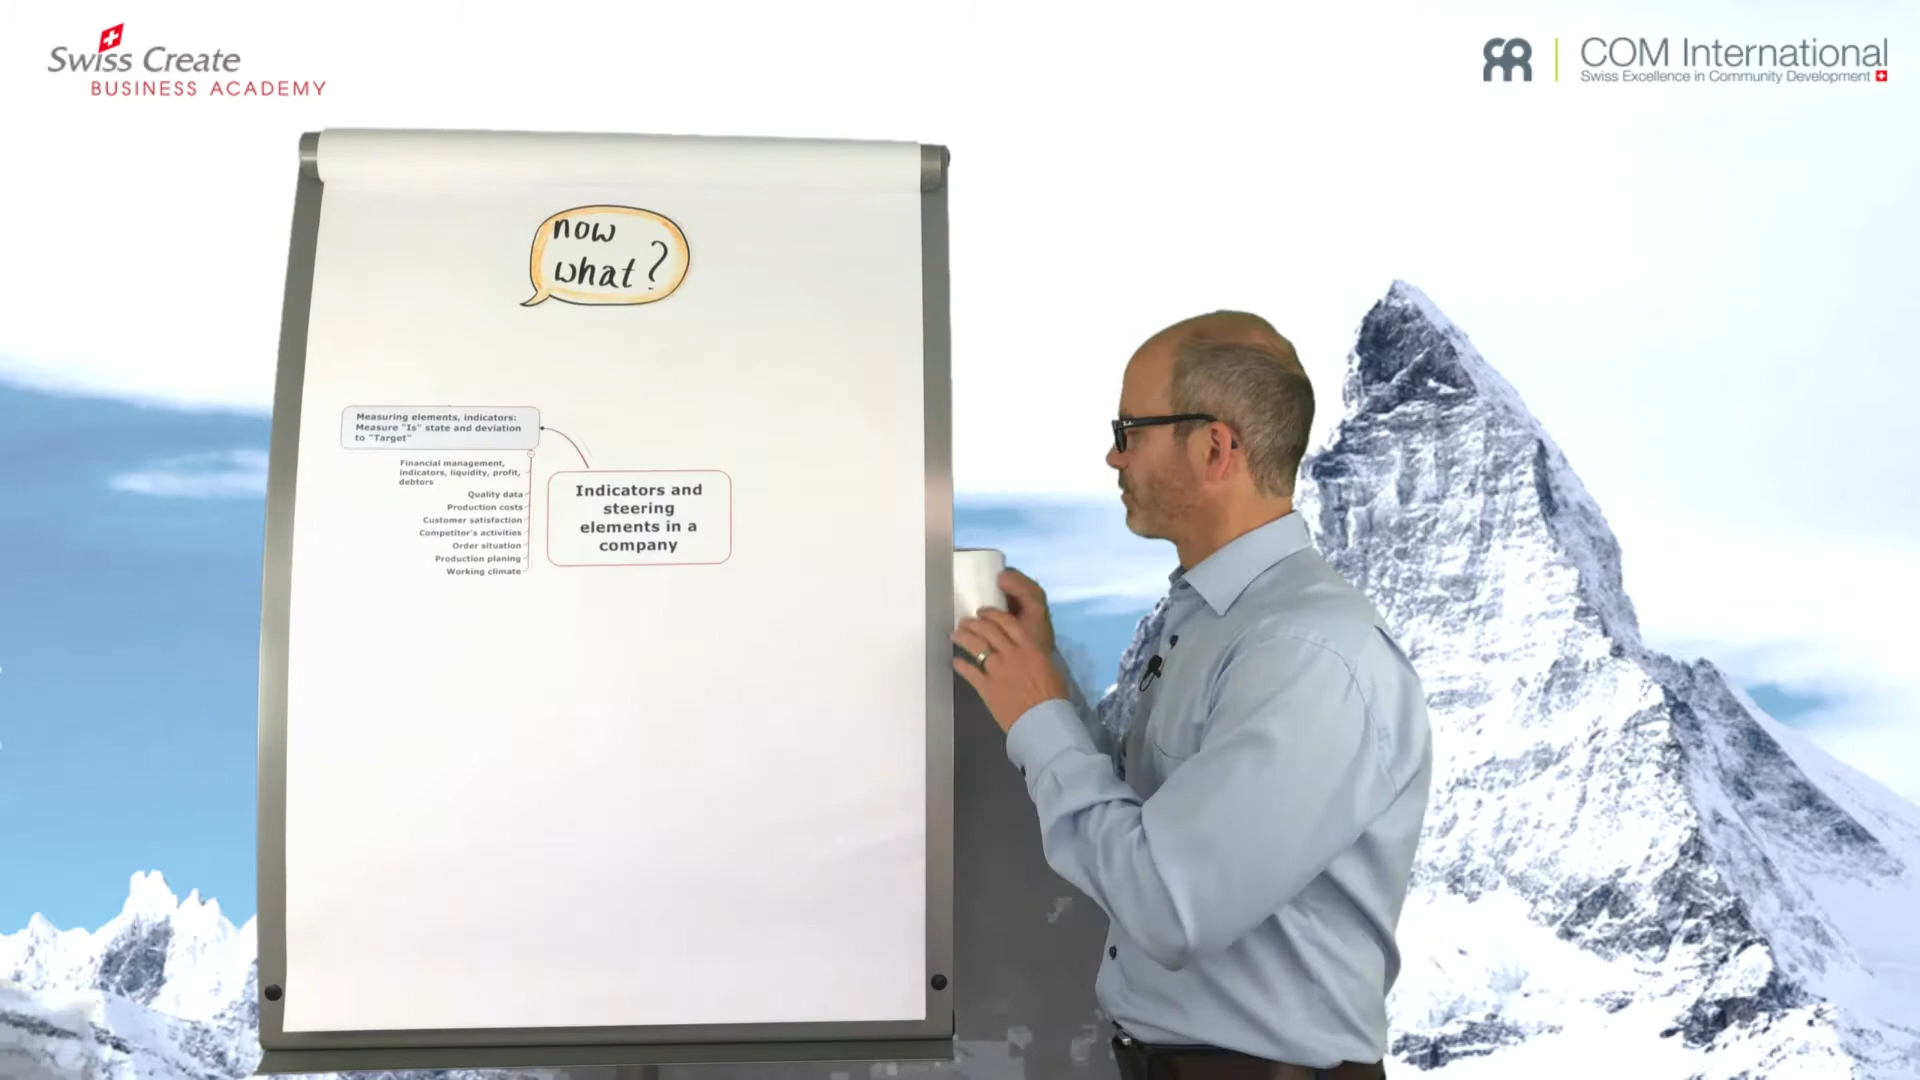 Swiss Create
BUSINESS ACADEMY
COM International
Swiss Excellence in Community Development
now
what?
Measuring elements, indicators:
Measure "Is" state and deviation
to "Target"
Financial management,
indicators, liquidity, profit,
debtors
Quality data
Production costs
Customer satisfaction
Competitor's activities
Order situation
Production planing
Working climate
Indicators and
steering
elements in a
company